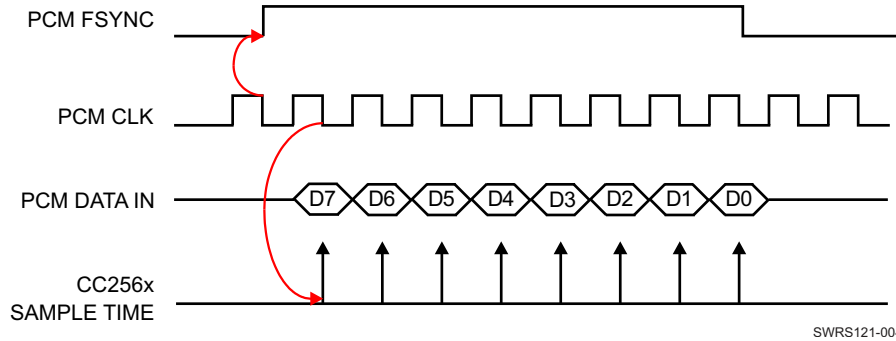 PCM FSYNC
PCM CLK
PCM DATA IN
D7 D6 D5 D4 D3 D2 D1 D0
CC256x
SAMPLE TIME
SWRS121-00